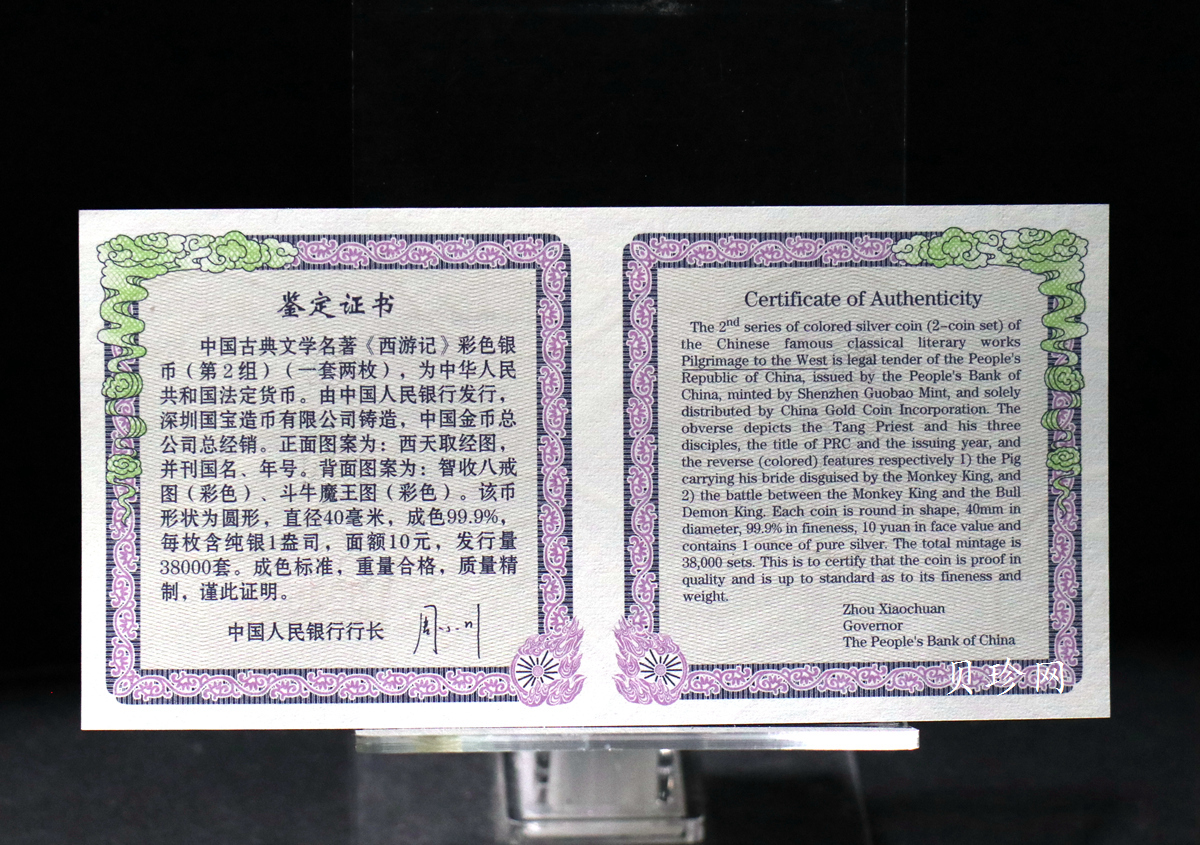 鉴定证书
中国古典文学名著《西游记》彩色银
币（第2组）（一套两枚），为中华人民
共和国法定货币。由中国人民银行发行，
深圳国宝造币有限公司铸造，中国金币总
公司总经销。正面图案为：西天取经图，
并刊国名、年号。背面图案为：智收八戒
图（彩色）、斗牛魔王图（彩色）。该币
形状为圆形，直径40毫米，成色99.9%，
每枚含纯银1盎司，面额10元，发行量
38000套。成色标准，重量合格，质量精
制，谨此证明。
中国人民银行行长
周小川
Certificate of Authenticity
The 2nd series of colored silver coin (2-coin set) of
the Chinese famous classical literary works
Pilgrimage to the West is legal tender of the People's
Republic of China, issued by the People's Bank of
China, minted by Shenzhen Guobao Mint, and solely
distributed by China Gold Coin Incorporation. The
obverse depicts the Tang Priest and his three
disciples, the title of PRC and the issuing year, and
the reverse (colored) features respectively 1) the Pig
carrying his bride disguised by the Monkey King, and
2) the battle between the Monkey King and the Bull
Demon King. Each coin is round in shape, 40mm in
diameter, 99.9% in fineness, 10 yuan in face value and
contains 1 ounce of pure silver. The total mintage is
38,000 sets. This is to certify that the coin is proof in
quality and is up to standard as to its fineness and
weight.
Zhou Xiaochuan
Governor
The People's Bank of China
贝珍网